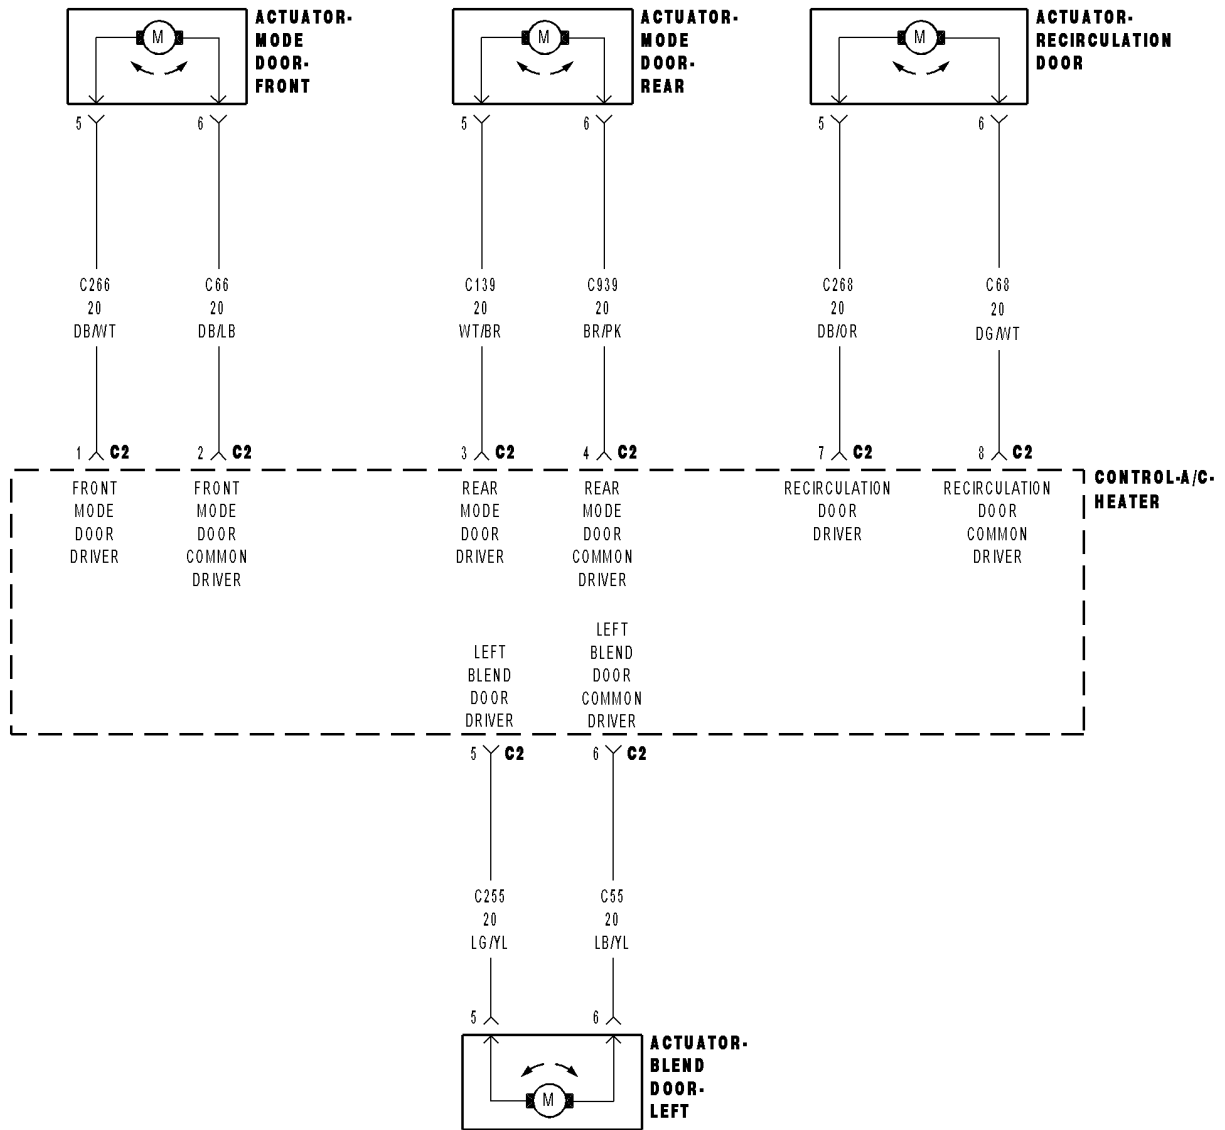 M
ACTUATOR-
MODE
DOOR-
FRONT
M
ACTUATOR-
MODE
DOOR-
REAR
M
ACTUATOR-
RECIRCULATION
DOOR
5
6
5
6
5
6
C266
20
DB/WT
C66
20
DB/LB
C139
20
WT/BR
C939
20
BR/PK
C268
20
DB/OR
C68
20
DG/WT
1 C2
2 C2
3 C2
4 C2
7 C2
8 C2
CONTROL-A/C-
HEATER
FRONT
MODE
DOOR
DRIVER
FRONT
MODE
DOOR
COMMON
DRIVER
REAR
MODE
DOOR
DRIVER
REAR
MODE
DOOR
COMMON
DRIVER
RECIRCULATION
DOOR
DRIVER
RECIRCULATION
DOOR
COMMON
DRIVER
LEFT
BLEND
DOOR
DRIVER
LEFT
BLEND
DOOR
COMMON
DRIVER
5 C2
6 C2
C255
20
LG/YL
C55
20
LB/YL
5
6
M
ACTUATOR-
BLEND
DOOR-
LEFT